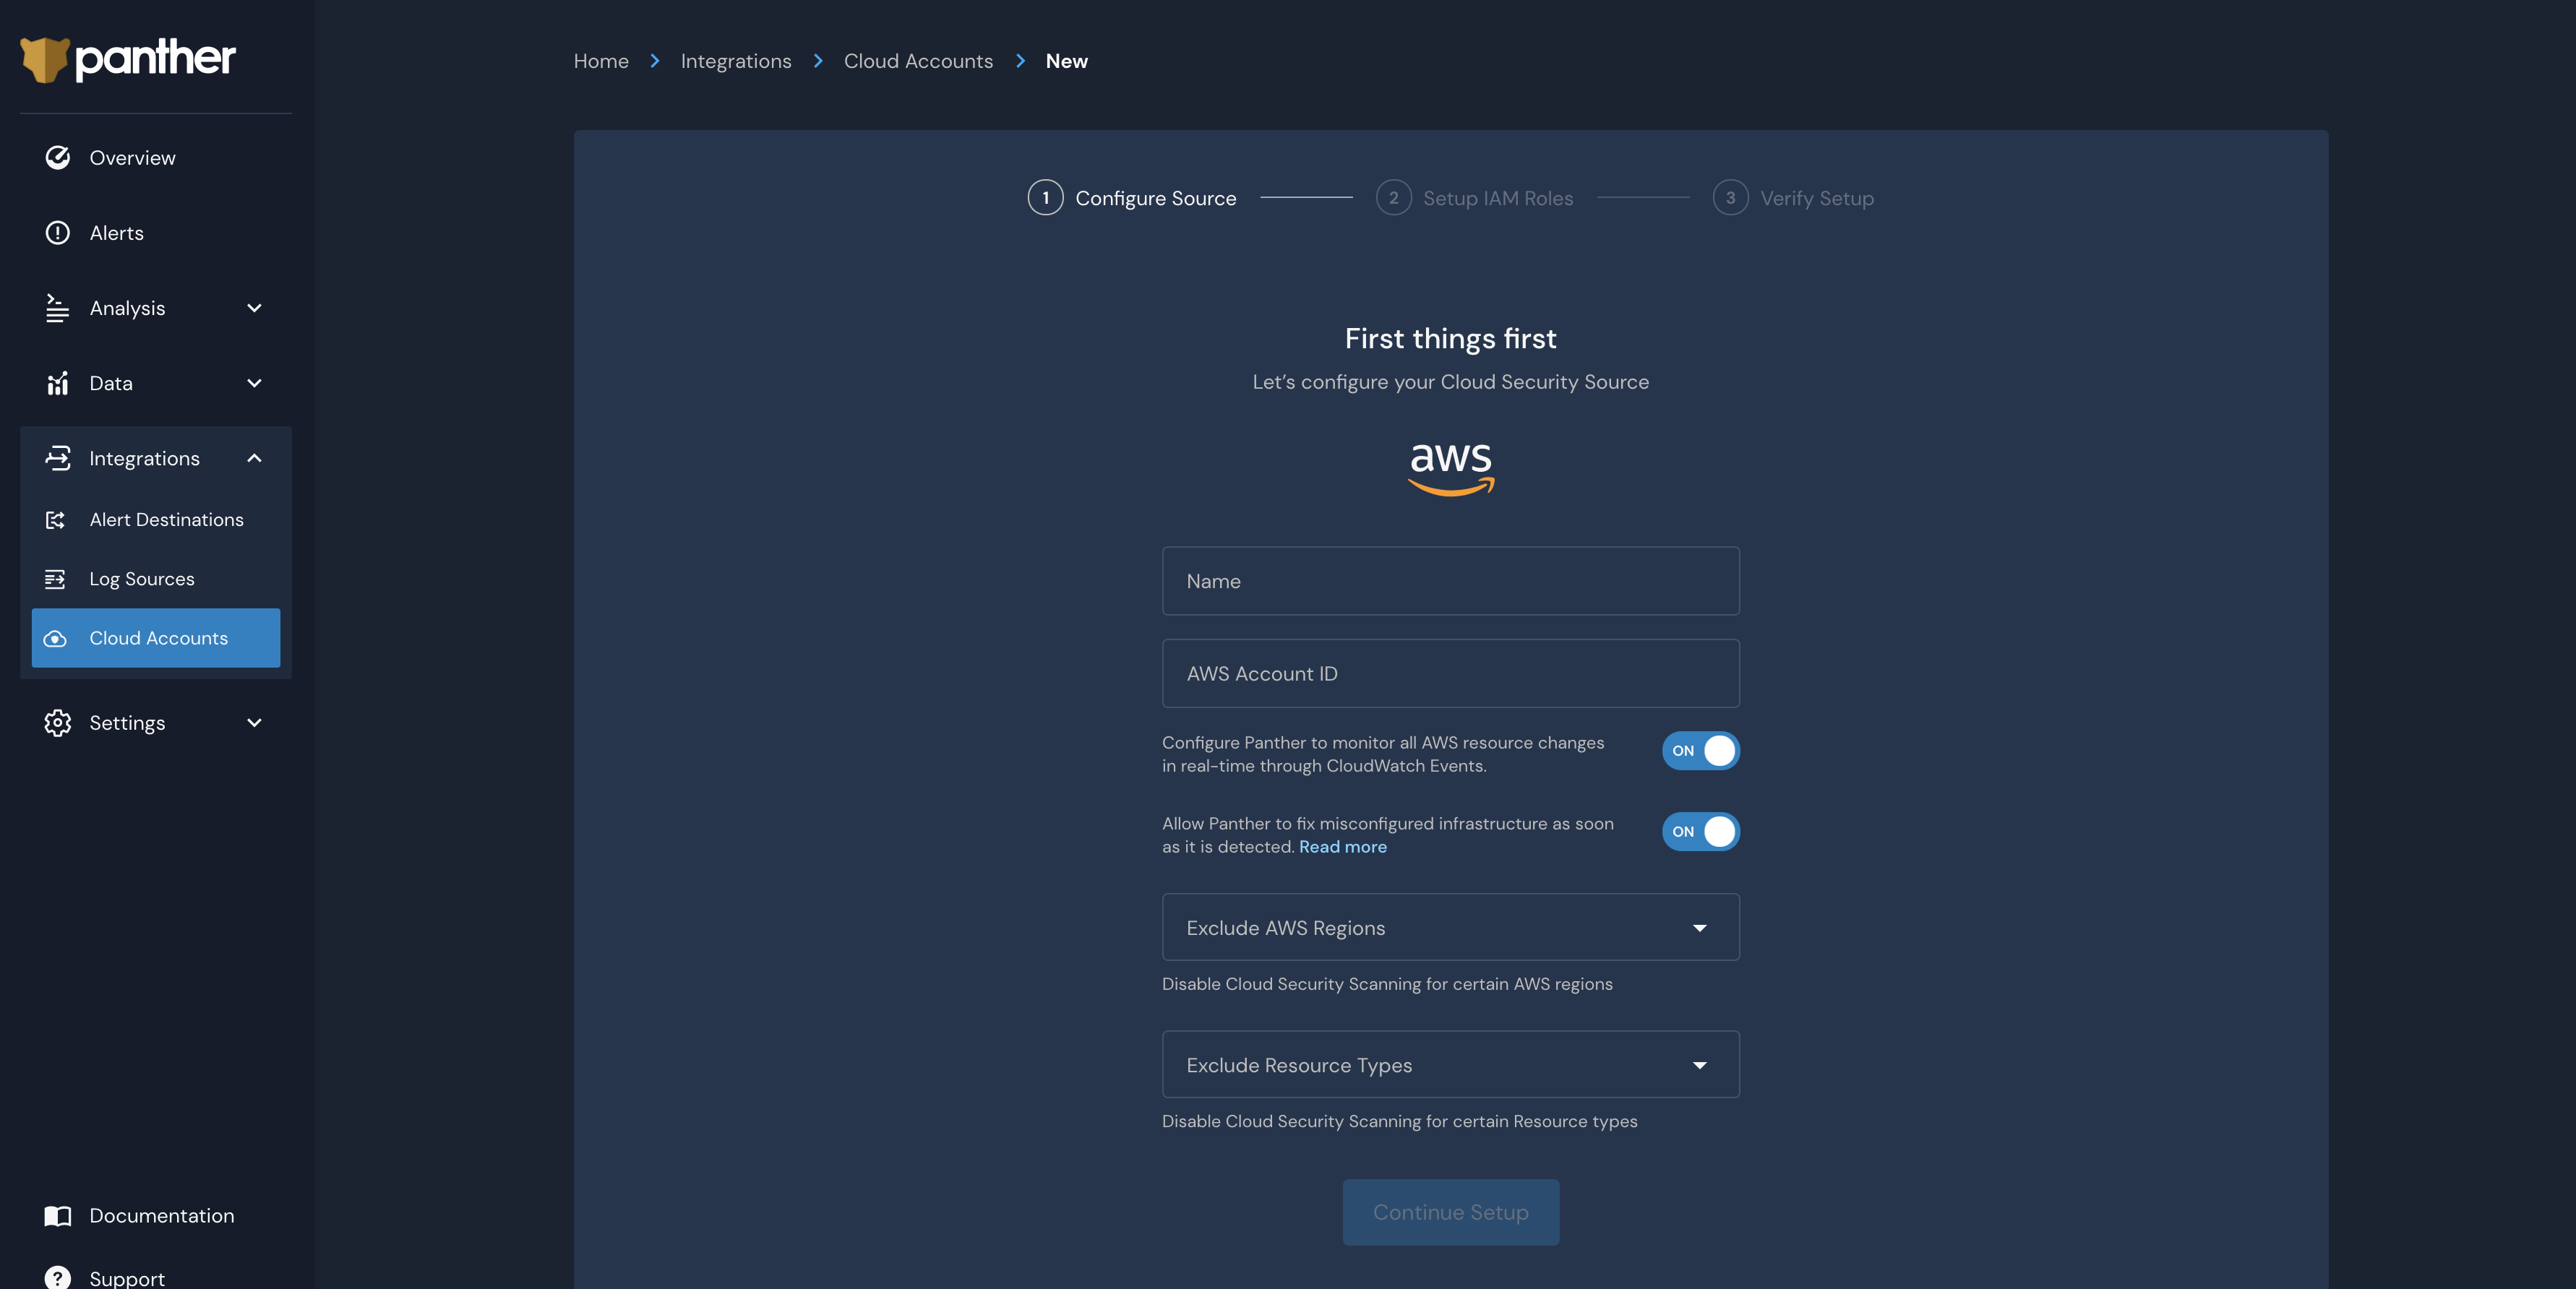 panther
Overview
Alerts
Analysis
Data
Integrations
Alert Destinations
Log Sources
Cloud Accounts
Settings
Documentation
Support
Home Integrations Cloud Accounts New
1 Configure Source 2 Setup IAM Roles 3 Verify Setup
First things first
Let’s configure your Cloud Security Source
aws
Name
AWS Account ID
Configure Panther to monitor all AWS resource changes
in real-time through CloudWatch Events.
ON
Allow Panther to fix misconfigured infrastructure as soon
as it is detected. Read more
ON
Exclude AWS Regions
Disable Cloud Security Scanning for certain AWS regions
Exclude Resource Types
Disable Cloud Security Scanning for certain Resource types
Continue Setup